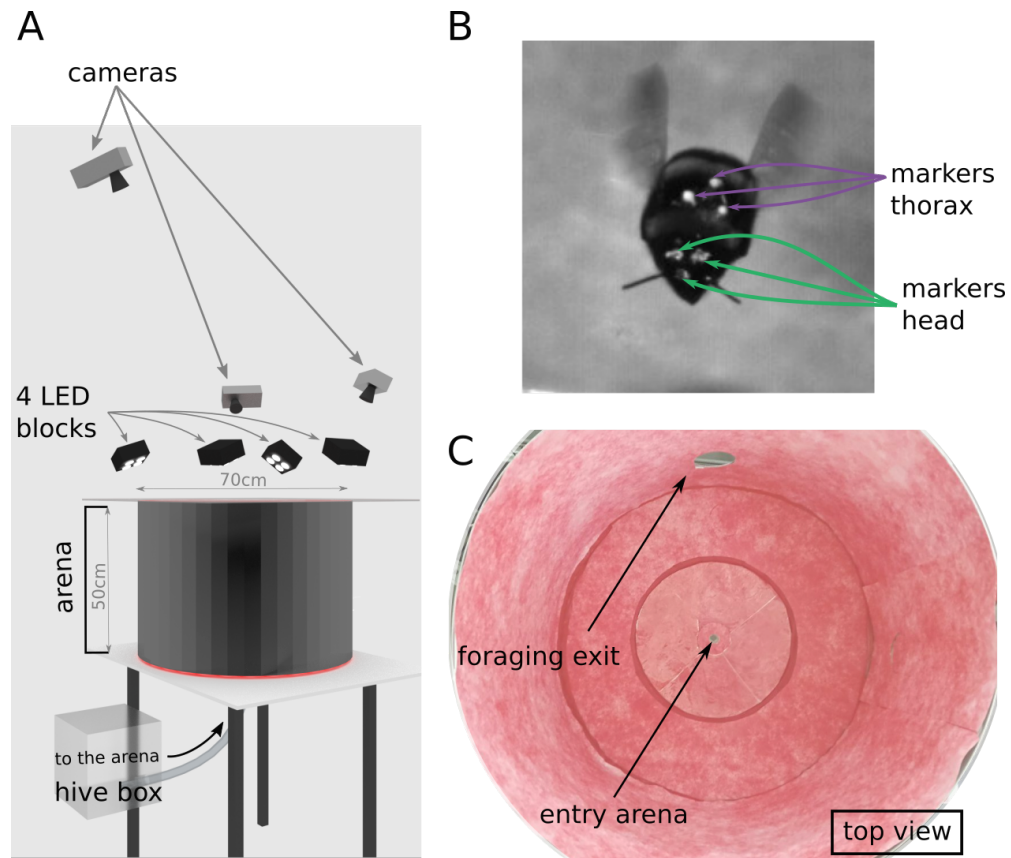 A
cameras
4 LED
blocks
70cm
arena
50cm
to the arena
hive box
B
markers
thorax
markers
head
C
foraging exit
entry arena
top view